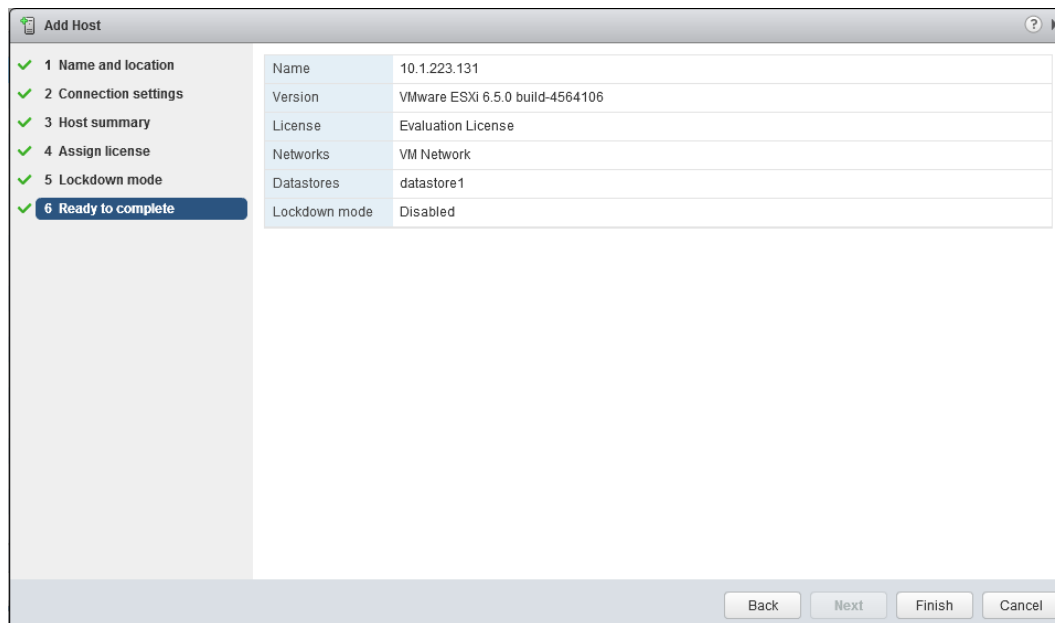 Add Host
?
1 Name and location
2 Connection settings
3 Host summary
4 Assign license
5 Lockdown mode
6 Ready to complete
Name 10.1.223.131
Version VMware ESXi 6.5.0 build-4564106
License Evaluation License
Networks VM Network
Datastores datastore1
Lockdown mode Disabled
Back Next Finish Cancel